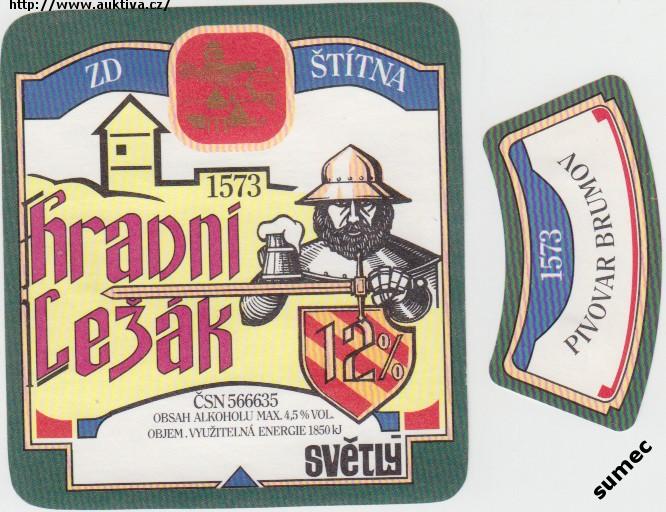 http://www.auktiva.cz/
ZD ŠTÍTNA
1573
hradní
Ležák
12%
ČSN 566635
OBSAH ALKOHOLU MAX. 4,5 % VOL.
OBJEM . VYUŽITELNÁ ENERGIE 1850 kJ
SVĚTLÝ
1573
PIVOVAR BRUMOV
sumec